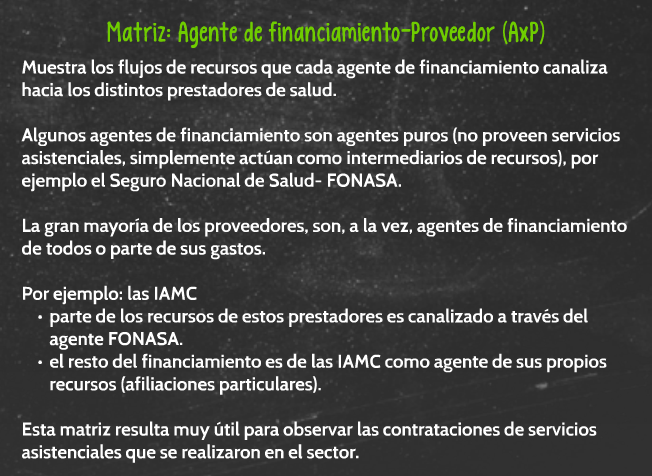 Matriz: Agente de financiamiento-Proveedor (AxP)
Muestra los flujos de recursos que cada agente de financiamiento canaliza
hacia los distintos prestadores de salud.
Algunos agentes de financiamiento son agentes puros (no proveen servicios
asistenciales, simplemente actúan como intermediarios de recursos), por
ejemplo el Seguro Nacional de Salud- FONASA.
La gran mayoría de los proveedores, son, a la vez, agentes de financiamiento
de todos o parte de sus gastos.
Por ejemplo: las IAMC
• parte de los recursos de estos prestadores es canalizado a través del
agente FONASA.
• el resto del financiamiento es de las IAMC como agente de sus propios
recursos (afiliaciones particulares).
Esta matriz resulta muy útil para observar las contrataciones de servicios
asistenciales que se realizaron en el sector.